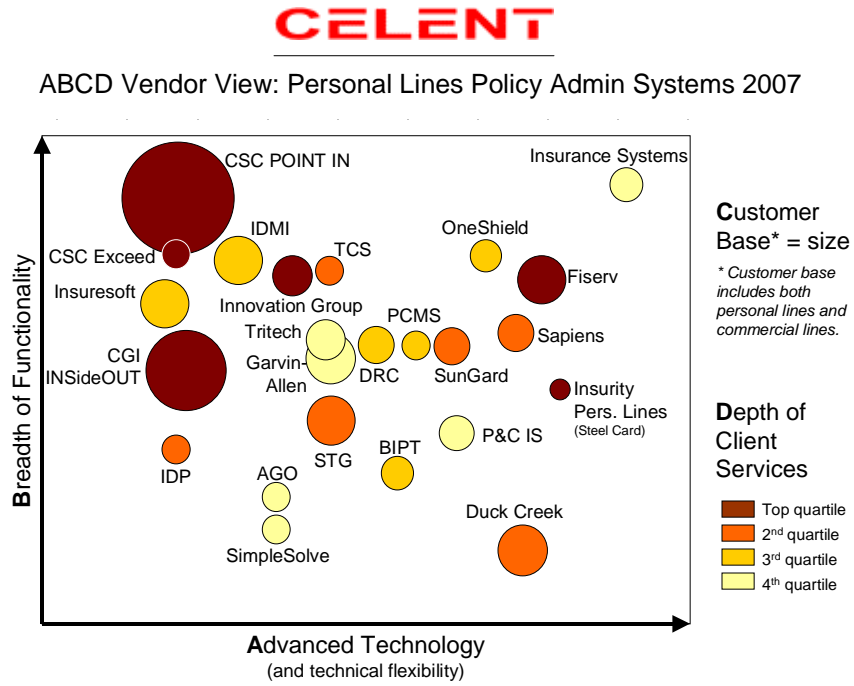 CELENT
ABCD Vendor View: Personal Lines Policy Admin Systems 2007
CSC POINT IN
Insurance Systems
CSC Exceed
IDMI
TCS
OneShield
Fiserv
Insuresoft
Innovation Group
Tritech
PCMS
Sapiens
CGI
INSideOUT
Garvin-
Allen
DRC
SunGard
Insurity
Pers. Lines
(Steel Card)
IDP
STG
BIPT
P&C IS
AGO
SimpleSolve
Duck Creek
Breadth of Functionality
Advanced Technology
(and technical flexibility)
Customer
Base* = size
* Customer base
includes both
personal lines and
commercial lines.
Depth of
Client
Services
Top quartile
2nd quartile
3rd quartile
4th quartile